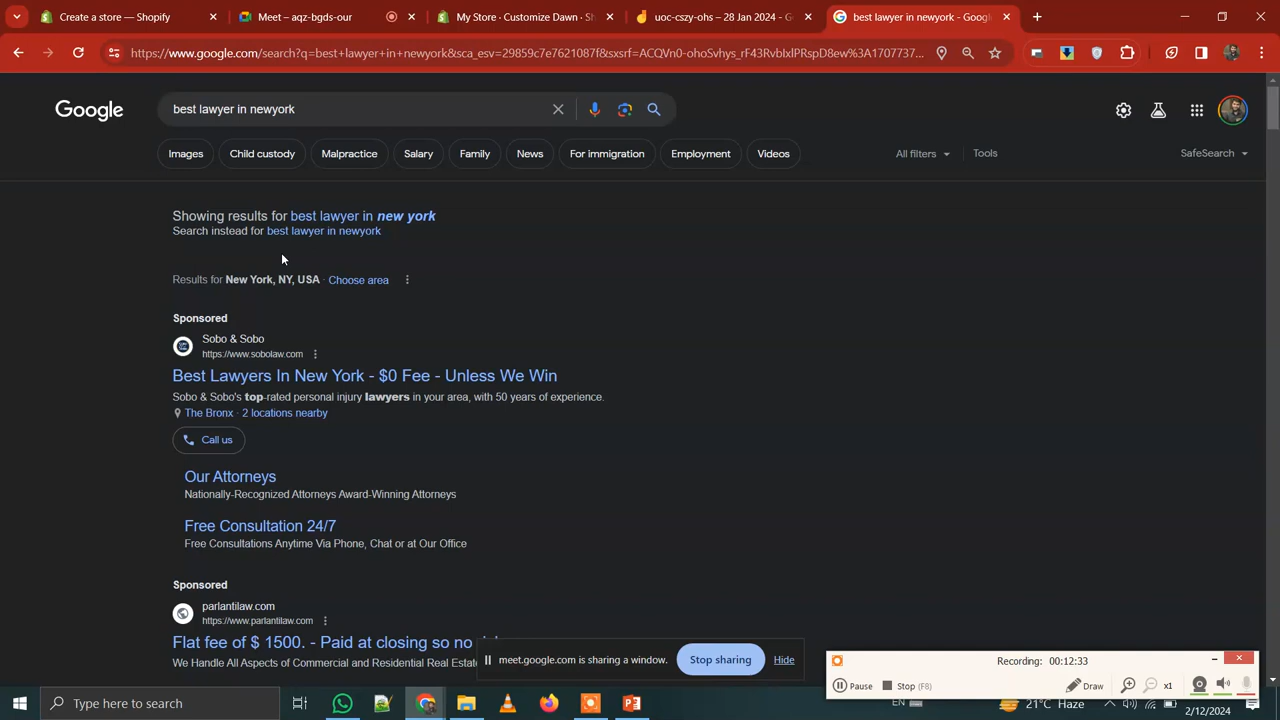 Create a store — Shopify
Meet – aqz-bgds-our
My Store · Customize Dawn · Sh
uoc-cszy-ohs – 28 Jan 2024 - G
best lawyer in newyork - Google
https://www.google.com/search?q=best+lawyer+in+newyork&sca_esv=29859c7e7621087f&sxsrf=ACQVn0-ohoSvhys_rF43RvbIxIPRspD8ew%3A1707737...
Google
best lawyer in newyork
Images
Child custody
Malpractice
Salary
Family
News
For immigration
Employment
Videos
All filters
Tools
SafeSearch
Showing results for best lawyer in new york
Search instead for best lawyer in newyork
Results for New York, NY, USA · Choose area
Sponsored
Sobo & Sobo
https://www.sobolaw.com
Best Lawyers In New York - $0 Fee - Unless We Win
Sobo & Sobo's top-rated personal injury lawyers in your area, with 50 years of experience.
The Bronx · 2 locations nearby
Call us
Our Attorneys
Nationally-Recognized Attorneys Award-Winning Attorneys
Free Consultation 24/7
Free Consultations Anytime Via Phone, Chat or at Our Office
Sponsored
parlantilaw.com
https://www.parlantilaw.com
Flat fee of $ 1500. - Paid at closing so no
We Handle All Aspects of Commercial and Residential Real Estate
meet.google.com is sharing a window.
Stop sharing
Hide
Recording: 00:12:33
Pause
Stop (F8)
Draw
x1
Type here to search
21°C Haze
EN
2/12/2024